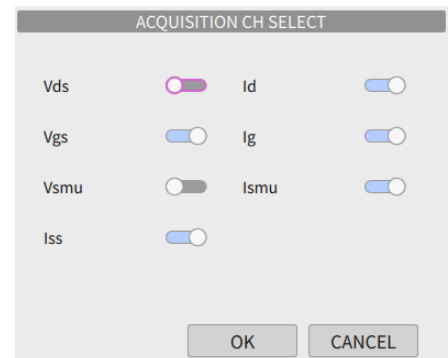 ACQUISITION CH SELECT
Vds Id
Vgs Ig
Vsmu Ismu
Iss
OK CANCEL